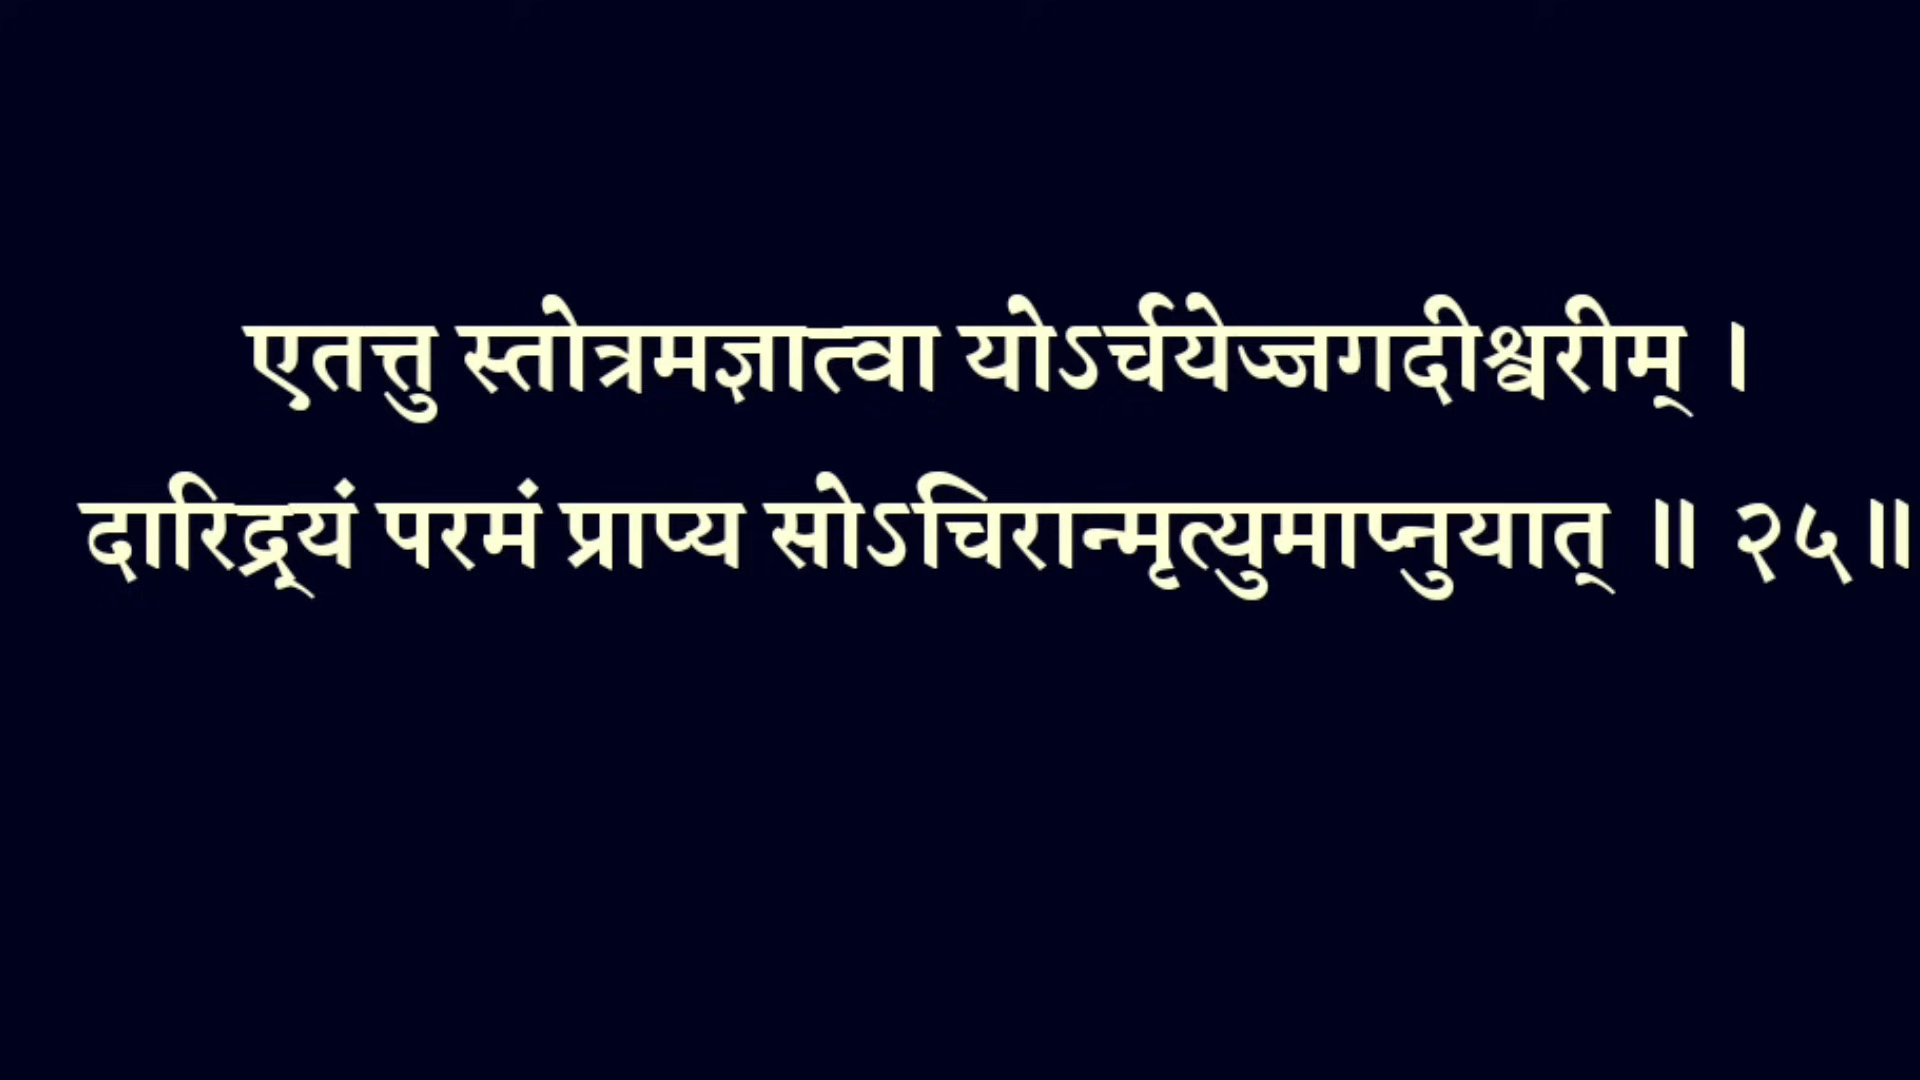 एतत्तु स्तोत्रमज्ञात्वा योऽर्चयेज्जगदीश्वरीम् ।
दारिद्र्यं परमं प्राप्य सोऽचिरान्मृत्युमाप्नुयात् ॥ २५॥